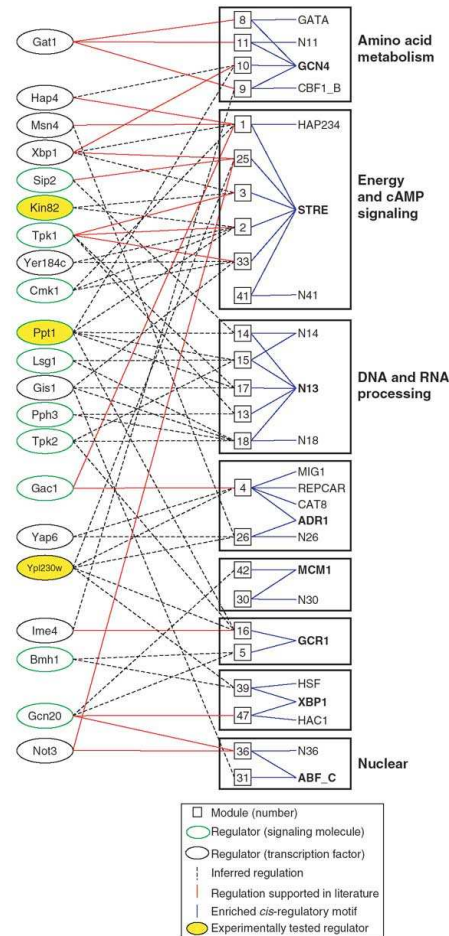 Gat1
Hap4
Msn4
Xbp1
Sip2
Kin82
Tpk1
Yer184c
Cmk1
Ppt1
Lsg1
Gis1
Pph3
Tpk2
Gac1
Yap6
Ypl230w
Ime4
Bmh1
Gcn20
Not3
8 GATA
11 N11
10 GCN4
9 CBF1_B
Amino acid
metabolism
1 HAP234
25
3
STRE
2
33
41 N41
Energy
and cAMP
signaling
14 N14
15
17 N13
13
18 N18
DNA and RNA
processing
MIG1
4 REPCAR
CAT8
ADR1
26 N26
42 MCM1
30 N30
16
GCR1
5
39 HSF
XBP1
47 HAC1
36 N36
31 ABF_C
Nuclear
Module (number)
Regulator (signaling molecule)
Regulator (transcription factor)
Inferred regulation
Regulation supported in literature
Enriched cis-regulatory motif
Experimentally tested regulator